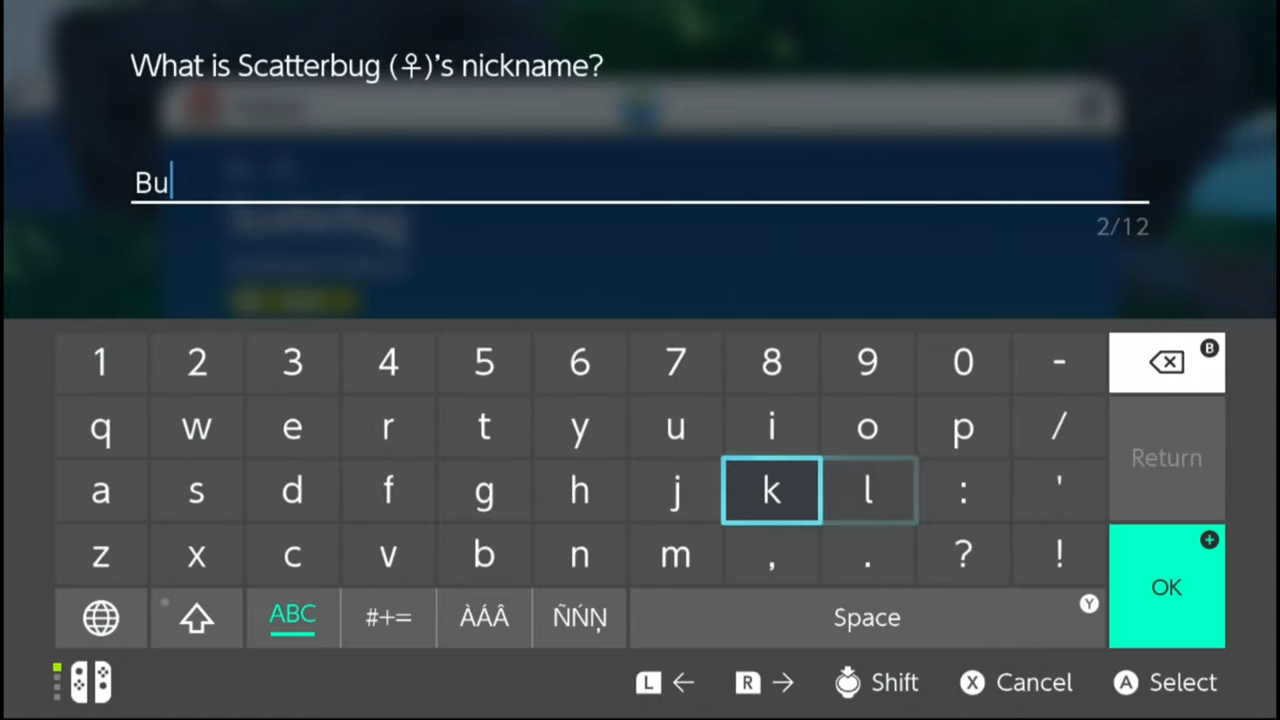 What is Scatterbug (♀)'s nickname?
Bu
2/12
1 2 3 4 5 6 7 8 9 0 -
B
q w e r t y u i o p /
Return
a s d f g h j k l : '
z x c v b n m , . ? !
+
OK
ABC #+= ÀÁÂ ÑŃŅ Space Y
L ← R → Shift X Cancel A Select